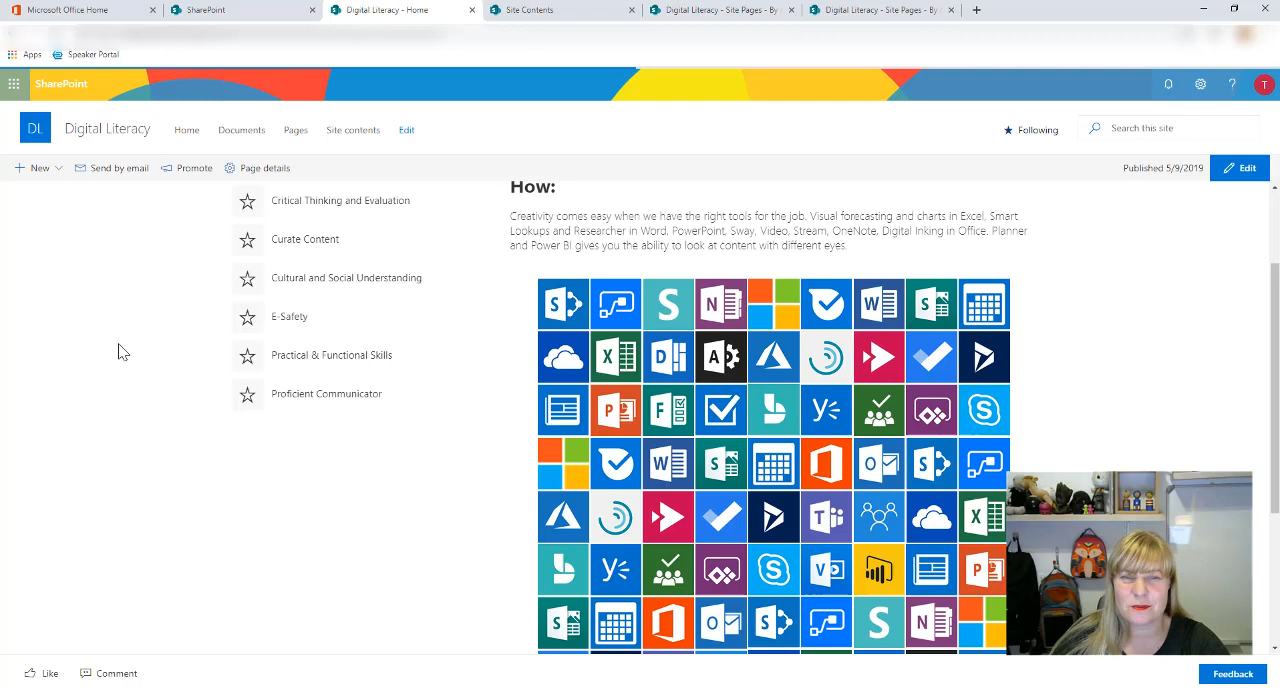 Microsoft Office Home
SharePoint
Digital Literacy - Home
Site Contents
Digital Literacy - Site Pages - By
Digital Literacy - Site Pages - By
Apps
Speaker Portal
SharePoint
T
DL
Digital Literacy
Home
Documents
Pages
Site contents
Edit
Following
Search this site
New
Send by email
Promote
Page details
Published 5/9/2019
Edit
Critical Thinking and Evaluation
Curate Content
Cultural and Social Understanding
E-Safety
Practical & Functional Skills
Proficient Communicator
How:
Creativity comes easy when we have the right tools for the job. Visual forecasting and charts in Excel, Smart
Lookups and Researcher in Word, PowerPoint, Sway, Video, Stream, OneNote, Digital Inking in Office. Planner
and Power BI gives you the ability to look at content with different eyes.
Like
Comment
Feedback